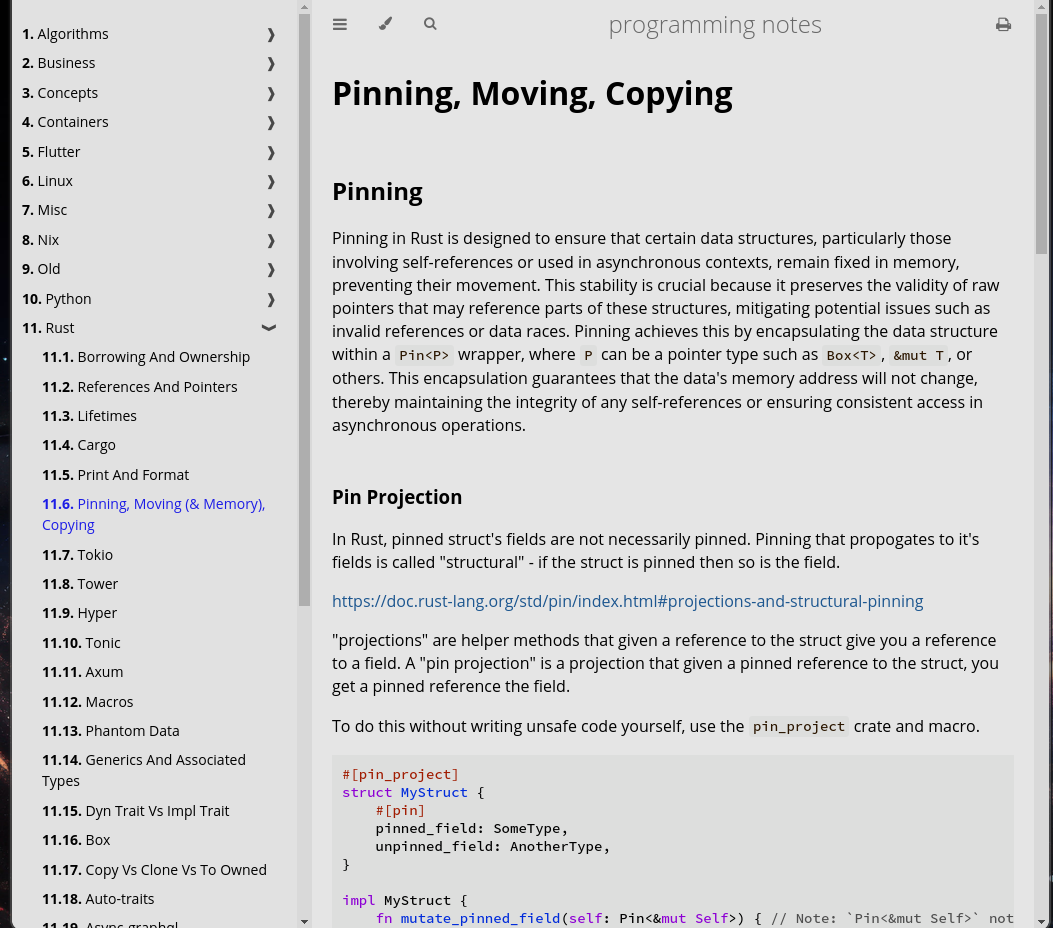 1. Algorithms
2. Business
3. Concepts
4. Containers
5. Flutter
6. Linux
7. Misc
8. Nix
9. Old
10. Python
11. Rust
11.1. Borrowing And Ownership
11.2. References And Pointers
11.3. Lifetimes
11.4. Cargo
11.5. Print And Format
11.6. Pinning, Moving (& Memory),
Copying
11.7. Tokio
11.8. Tower
11.9. Hyper
11.10. Tonic
11.11. Axum
11.12. Macros
11.13. Phantom Data
11.14. Generics And Associated
Types
11.15. Dyn Trait Vs Impl Trait
11.16. Box
11.17. Copy Vs Clone Vs To Owned
11.18. Auto-traits
11.19. Async graphql
programming notes
Pinning, Moving, Copying
Pinning
Pinning in Rust is designed to ensure that certain data structures, particularly those
involving self-references or used in asynchronous contexts, remain fixed in memory,
preventing their movement. This stability is crucial because it preserves the validity of raw
pointers that may reference parts of these structures, mitigating potential issues such as
invalid references or data races. Pinning achieves this by encapsulating the data structure
within a Pin<P> wrapper, where P can be a pointer type such as Box<T>, &mut T, or
others. This encapsulation guarantees that the data's memory address will not change,
thereby maintaining the integrity of any self-references or ensuring consistent access in
asynchronous operations.
Pin Projection
In Rust, pinned struct's fields are not necessarily pinned. Pinning that propogates to it's
fields is called "structural" - if the struct is pinned then so is the field.
https://doc.rust-lang.org/std/pin/index.html#projections-and-structural-pinning
"projections" are helper methods that given a reference to the struct give you a reference
to a field. A "pin projection" is a projection that given a pinned reference to the struct, you
get a pinned reference the field.
To do this without writing unsafe code yourself, use the pin_project crate and macro.
#[pin_project]
struct MyStruct {
    #[pin]
    pinned_field: SomeType,
    unpinned_field: AnotherType,
}
impl MyStruct {
    fn mutate_pinned_field(self: Pin<&mut Self>) { // Note: `Pin<&mut Self>` not